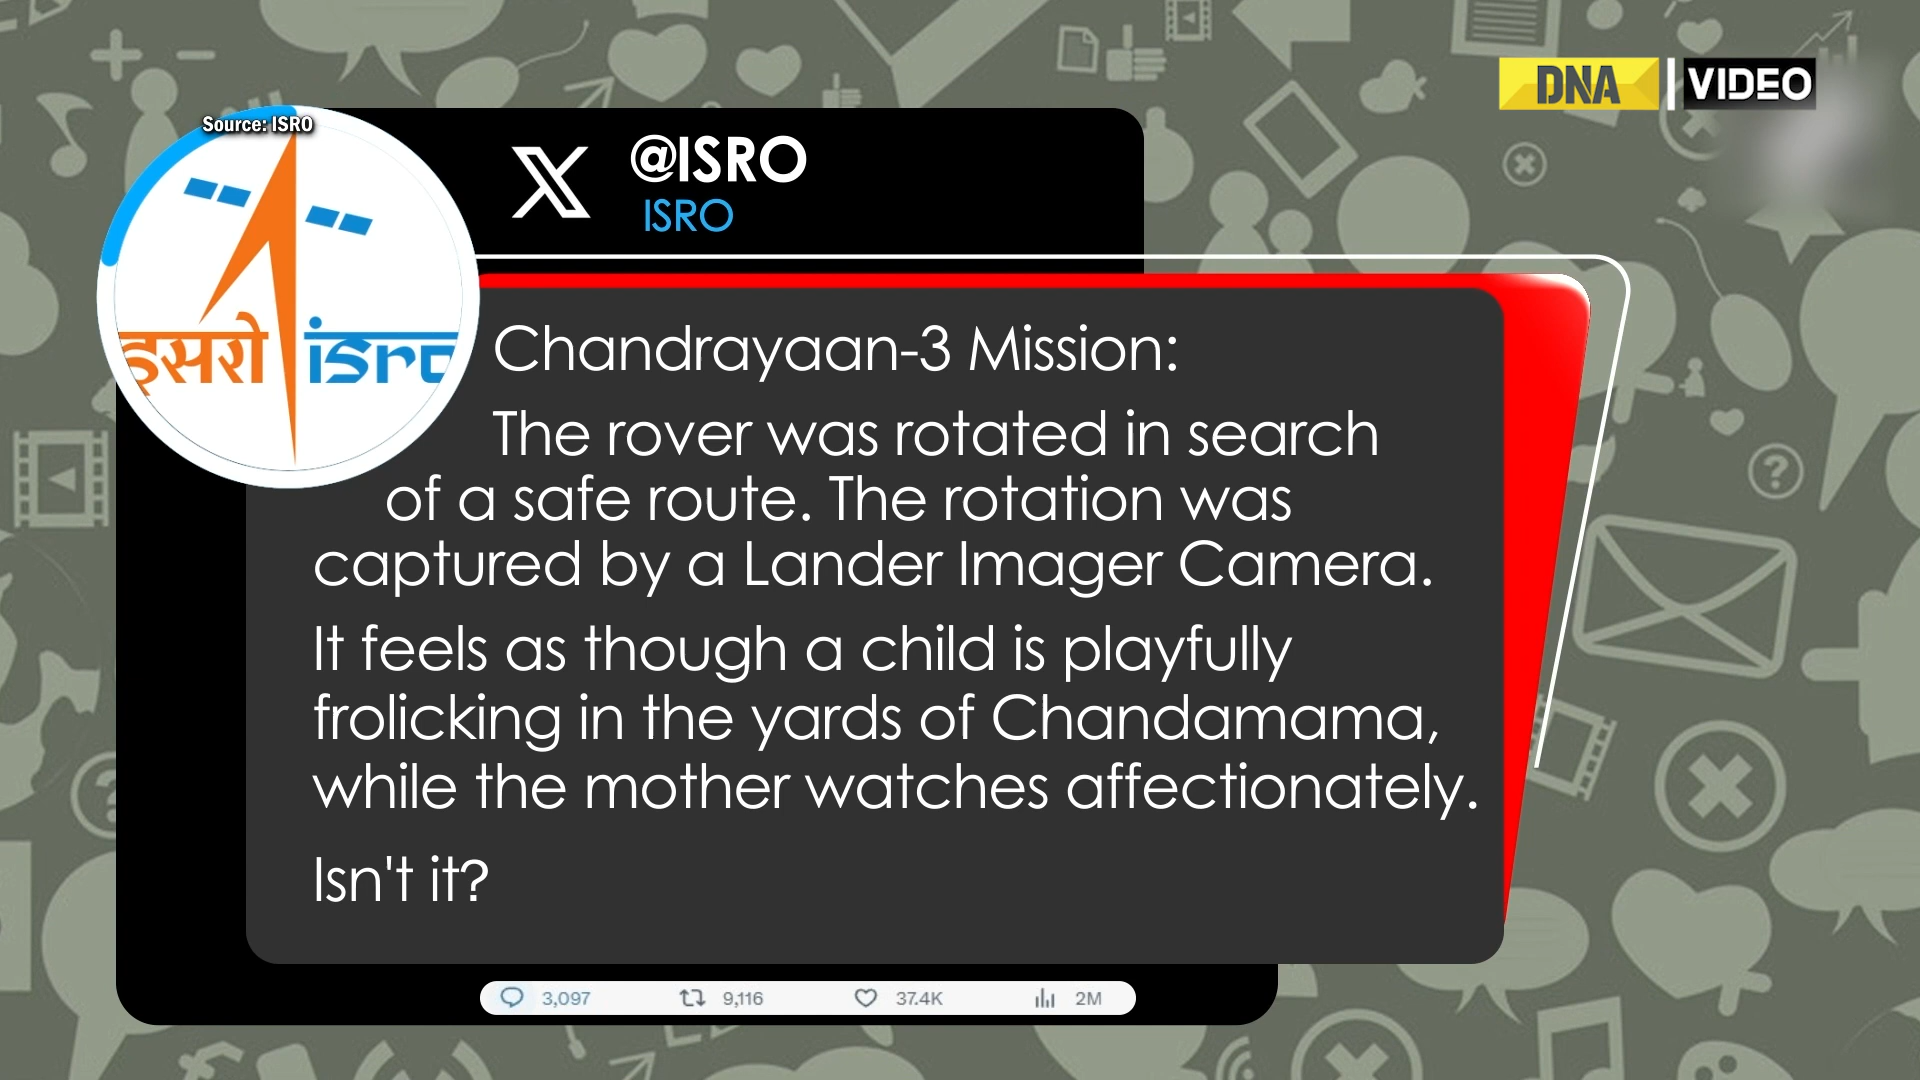 DNA VIDEO
Source: ISRO
इसरो isro
@ISRO
ISRO
Chandrayaan-3 Mission:
The rover was rotated in search
of a safe route. The rotation was
captured by a Lander Imager Camera.
It feels as though a child is playfully
frolicking in the yards of Chandamama,
while the mother watches affectionately.
Isn't it?
3,097 9,116 37.4K 2M